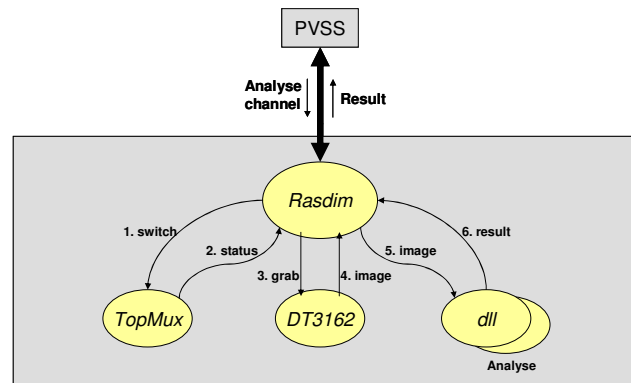 PVSS
Analyse
channel
Result
Rasdim
1. switch
6. result
2. status
5. image
3. grab
4. image
TopMux
DT3162
dll
Analyse